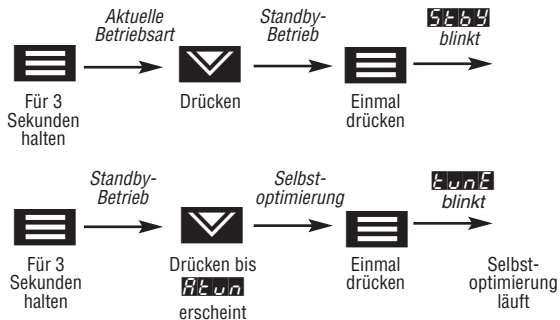 Aktuelle
Betriebsart
Standby-
Betrieb
Stby
blinkt
Für 3
Sekunden
halten
Drücken
Einmal
drücken
Standby-
Betrieb
Selbst-
optimierung
tunE
blinkt
Für 3
Sekunden
halten
Drücken bis
Atun
erscheint
Einmal
drücken
Selbst-
optimierung
läuft